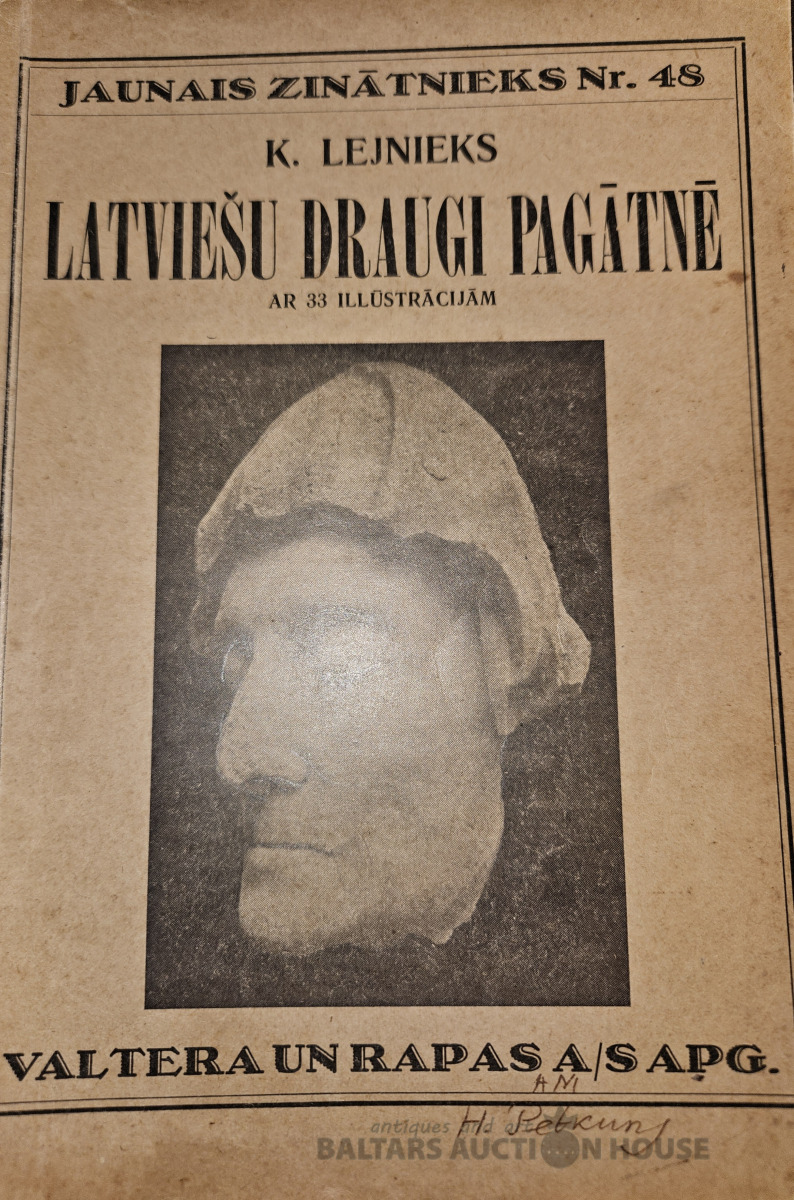 JAUNAIS ZINĀTNIEKS Nr. 48
K. LEJNIEKS
LATVIEŠU DRAUGI PAGĀTNĒ
AR 33 ILLŪSTRĀCIJĀM
VALTERA UN RAPAS A/S APG.
antiques and
BALTARS AUCTION HOUSE